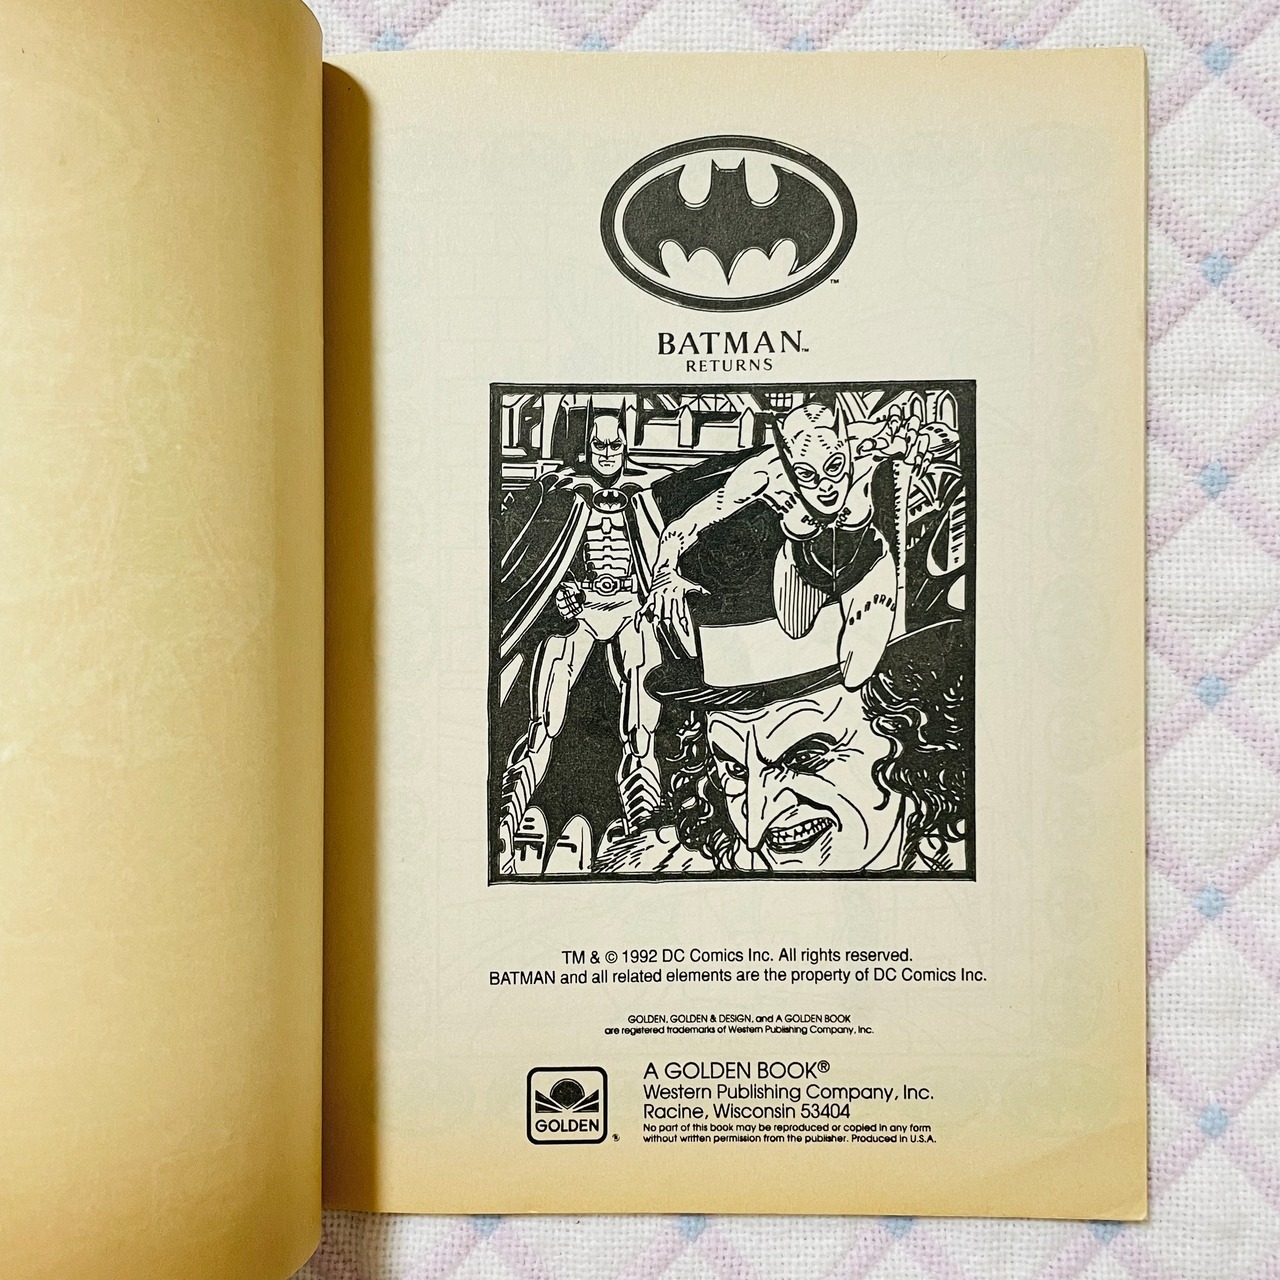 ™
BATMAN™
RETURNS
TM & © 1992 DC Comics Inc. All rights reserved.
BATMAN and all related elements are the property of DC Comics Inc.
GOLDEN, GOLDEN & DESIGN, and A GOLDEN BOOK
are registered trademarks of Western Publishing Company, Inc.
A GOLDEN BOOK®
Western Publishing Company, Inc.
Racine, Wisconsin 53404
No part of this book may be reproduced or copied in any form
without written permission from the publisher. Produced in U.S.A.
GOLDEN ®